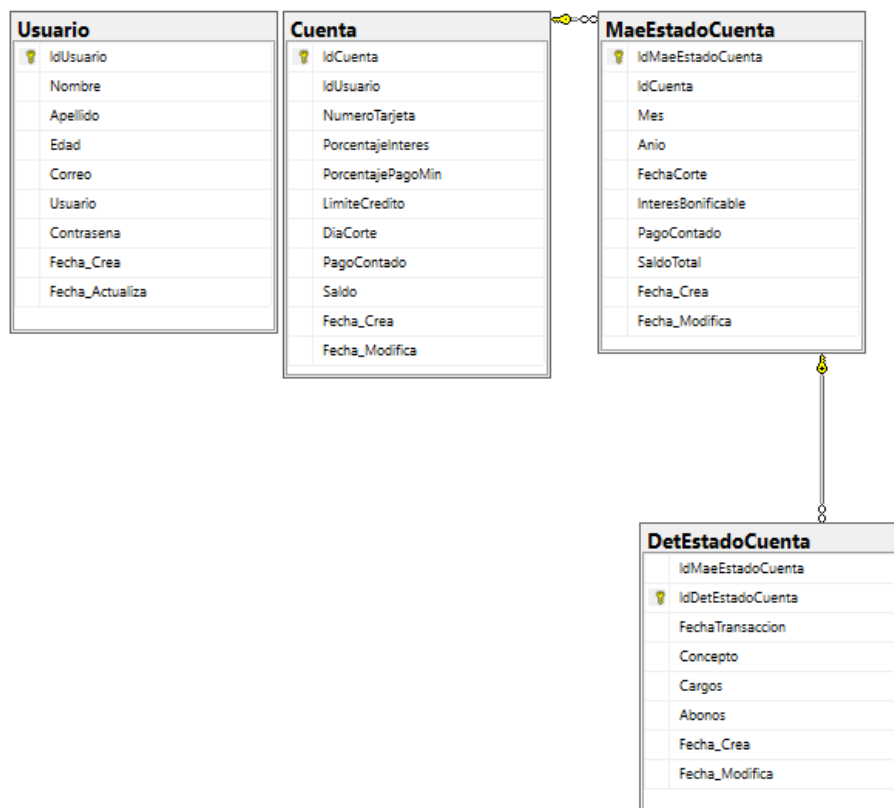 Usuario
IdUsuario
Nombre
Apellido
Edad
Correo
Usuario
Contrasena
Fecha_Crea
Fecha_Actualiza
Cuenta
IdCuenta
IdUsuario
NumeroTarjeta
PorcentajeInteres
PorcentajePagoMin
LimiteCredito
DiaCorte
PagoContado
Saldo
Fecha_Crea
Fecha_Modifica
MaeEstadoCuenta
IdMaeEstadoCuenta
IdCuenta
Mes
Anio
FechaCorte
InteresBonificable
PagoContado
SaldoTotal
Fecha_Crea
Fecha_Modifica
DetEstadoCuenta
IdMaeEstadoCuenta
IdDetEstadoCuenta
FechaTransaccion
Concepto
Cargos
Abonos
Fecha_Crea
Fecha_Modifica